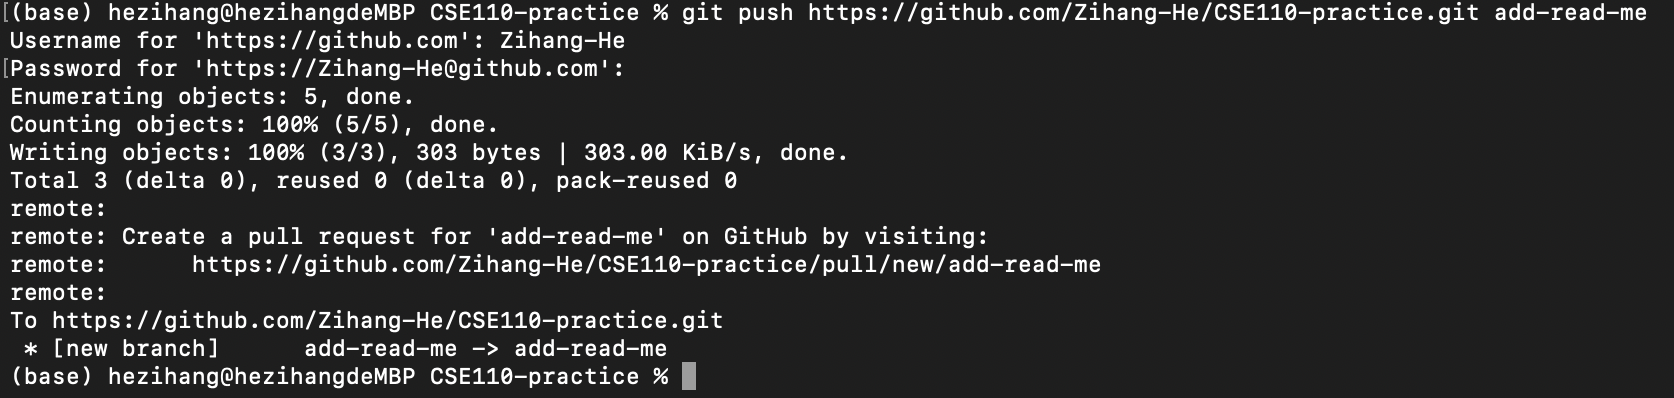 [(base) hezihang@hezihangdeMBP CSE110-practice % git push https://github.com/Zihang-He/CSE110-practice.git add-read-me
Username for 'https://github.com': Zihang-He
[Password for 'https://Zihang-He@github.com':
Enumerating objects: 5, done.
Counting objects: 100% (5/5), done.
Writing objects: 100% (3/3), 303 bytes | 303.00 KiB/s, done.
Total 3 (delta 0), reused 0 (delta 0), pack-reused 0
remote:
remote: Create a pull request for 'add-read-me' on GitHub by visiting:
remote:      https://github.com/Zihang-He/CSE110-practice/pull/new/add-read-me
remote:
To https://github.com/Zihang-He/CSE110-practice.git
 * [new branch]      add-read-me -> add-read-me
(base) hezihang@hezihangdeMBP CSE110-practice %